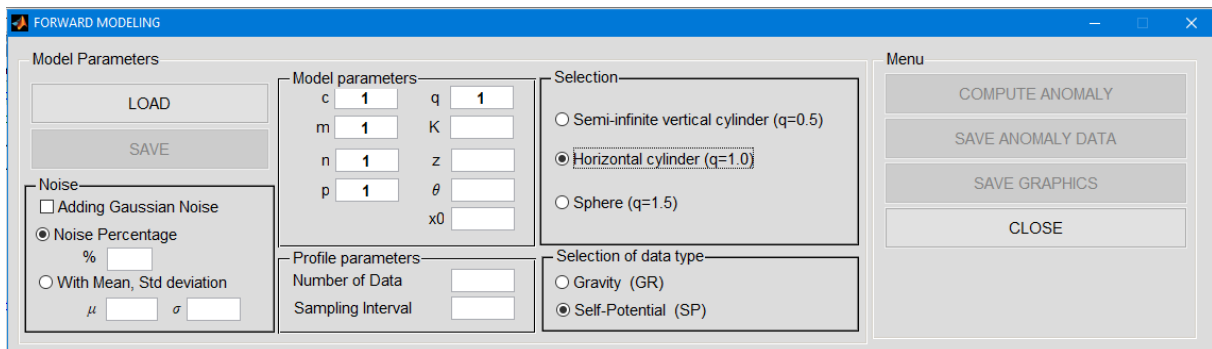 FORWARD MODELING
Model Parameters
LOAD
SAVE
Noise
Adding Gaussian Noise
Noise Percentage
%
With Mean, Std deviation
μ σ
Model parameters
c 1 q 1
m 1 K
n 1 z
p 1 θ
x0
Profile parameters
Number of Data
Sampling Interval
Selection
Semi-infinite vertical cylinder (q=0.5)
Horizontal cylinder (q=1.0)
Sphere (q=1.5)
Selection of data type
Gravity (GR)
Self-Potential (SP)
Menu
COMPUTE ANOMALY
SAVE ANOMALY DATA
SAVE GRAPHICS
CLOSE